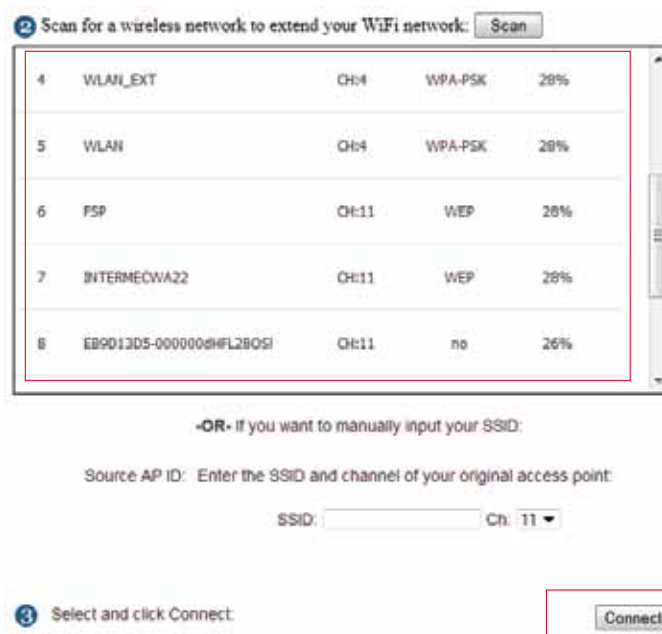 2 Scan for a wireless network to extend your WiFi network: Scan
4 WLAN_EXT CH:4 WPA-PSK 28%
5 WLAN CH:4 WPA-PSK 28%
6 FSP CH:11 WEP 28%
7 INTERMECWA22 CH:11 WEP 28%
8 CH:11 no 26%
-OR- If you want to manually input your SSID:
Source AP ID: Enter the SSID and channel of your original access point:
SSID: Ch: 11
3 Select and click Connect: Connect